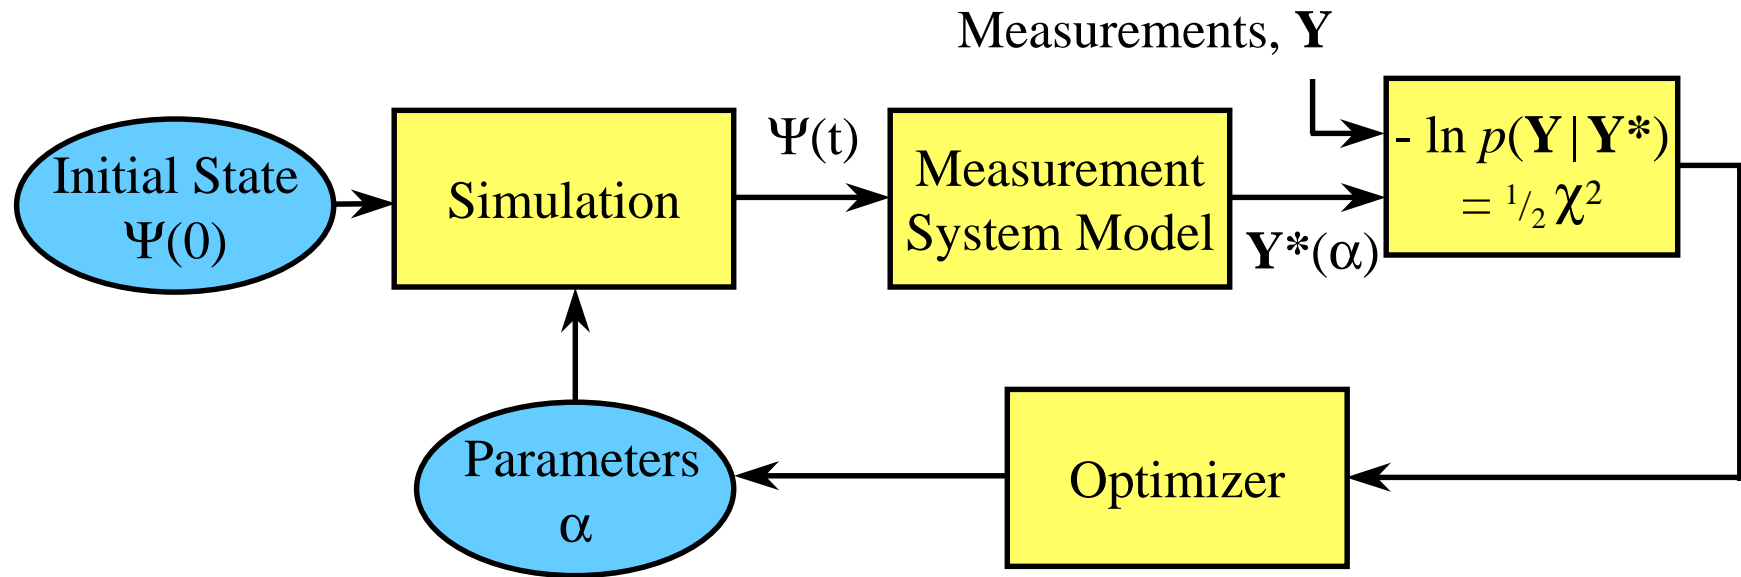 Measurements, Y
Initial State
Ψ(0)
Simulation
Ψ(t)
Measurement
System Model
Y*(α)
- ln p(Y | Y*)
= 1/2 χ²
Parameters
α
Optimizer